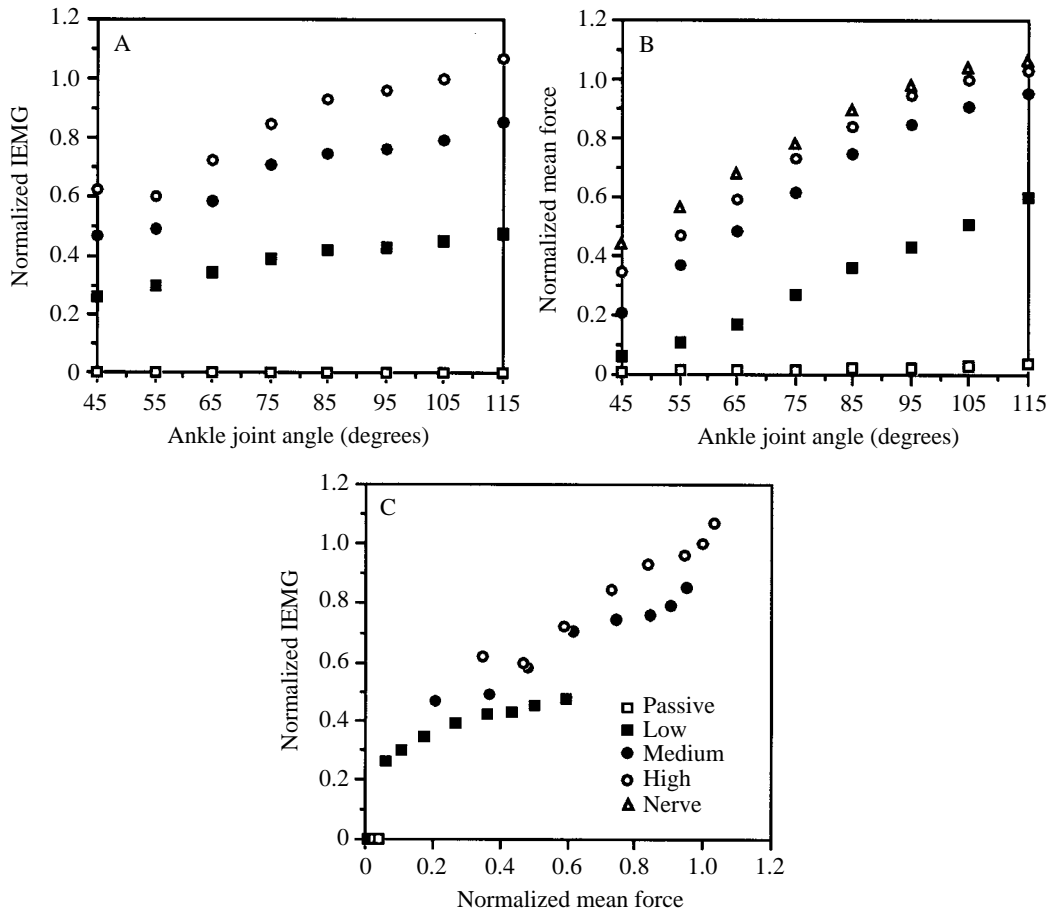 A
Normalized IEMG
1.2
1.0
0.8
0.6
0.4
0.2
0
45 55 65 75 85 95 105 115
Ankle joint angle (degrees)
B
Normalized mean force
1.2
1.0
0.8
0.6
0.4
0.2
0
45 55 65 75 85 95 105 115
Ankle joint angle (degrees)
C
Normalized IEMG
1.2
1.0
0.8
0.6
0.4
0.2
0
0 0.2 0.4 0.6 0.8 1.0 1.2
Normalized mean force
Passive
Low
Medium
High
Nerve